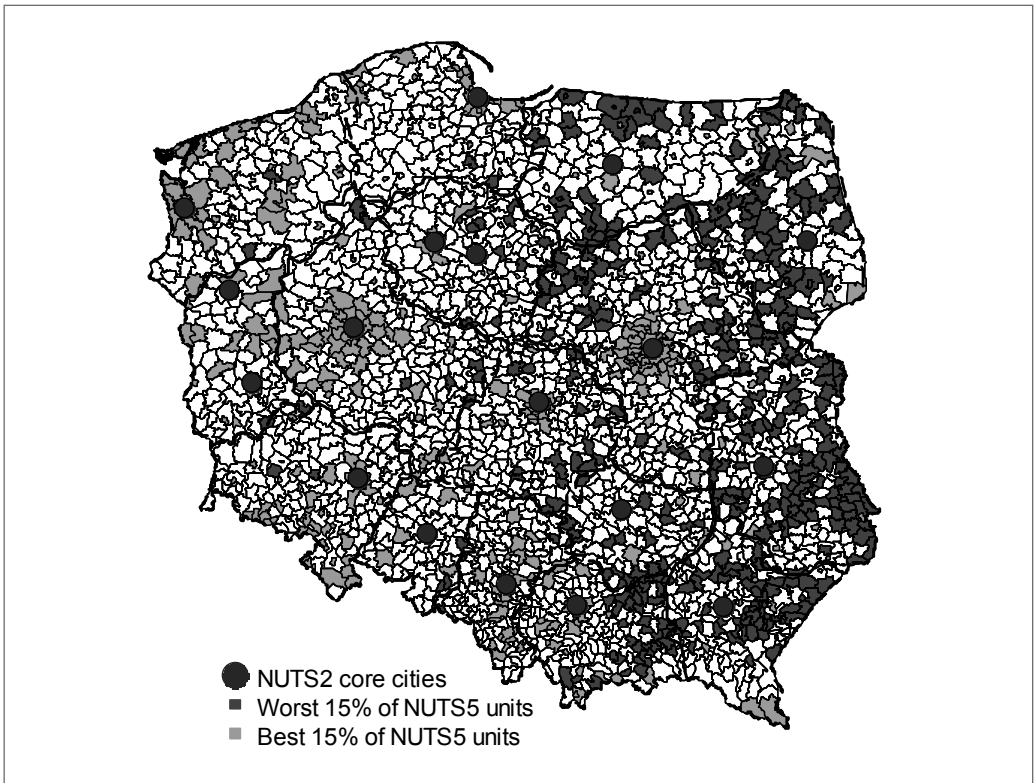 NUTS2 core cities
Worst 15% of NUTS5 units
Best 15% of NUTS5 units